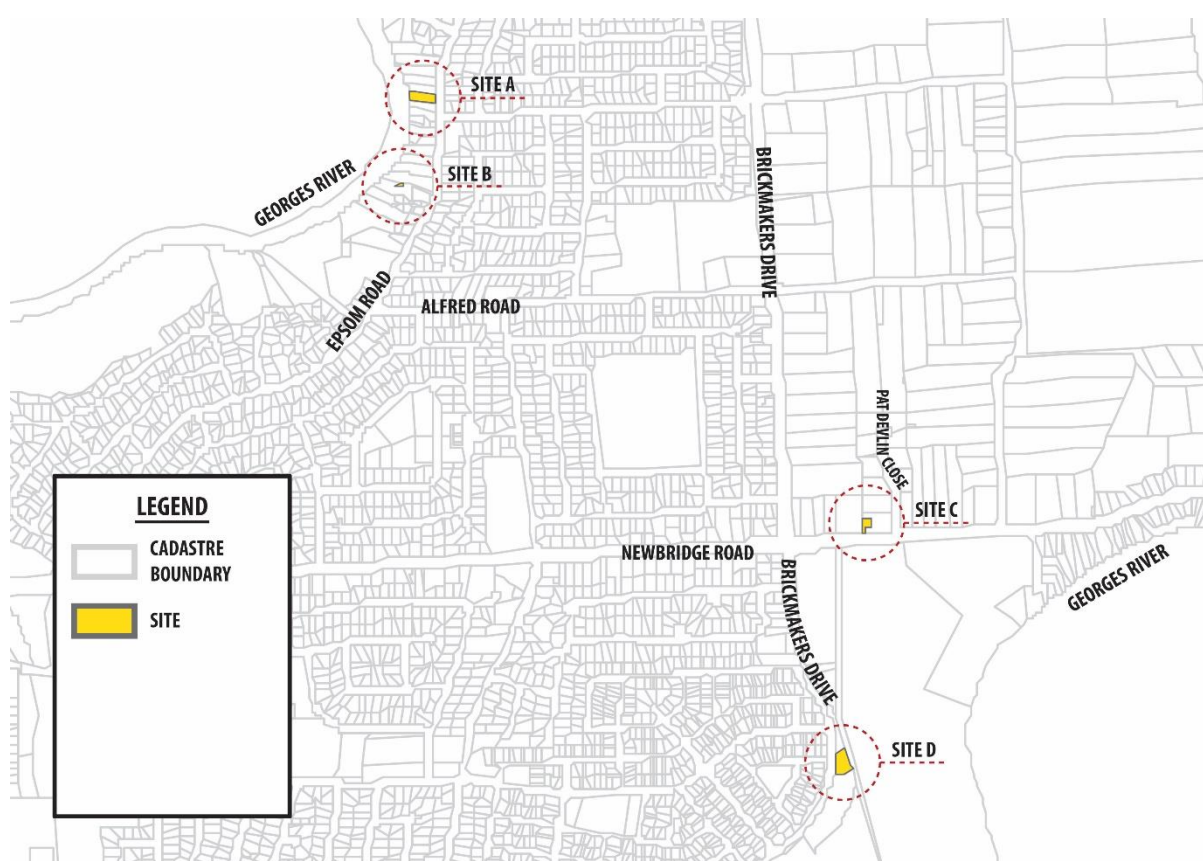 SITE A
SITE B
GEORGES RIVER
BRICKMAKERS DRIVE
EPSOM ROAD
ALFRED ROAD
PAT DEVLIN CLOSE
SITE C
NEWBRIDGE ROAD
BRICKMAKERS DRIVE
GEORGES RIVER
SITE D
LEGEND
CADASTRE
BOUNDARY
SITE